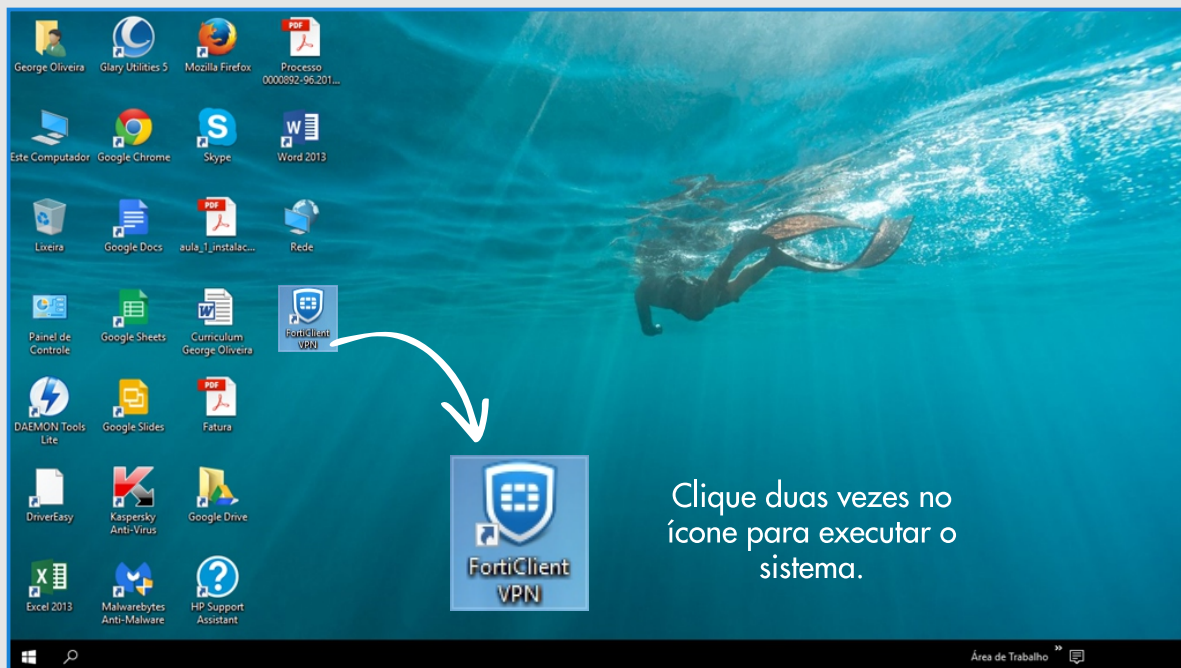 George Oliveira
Glary Utilities 5
Mozilla Firefox
PDF
Processo
0000892-96.201...
Este Computador
Google Chrome
Skype
Word 2013
Lixeira
Google Docs
PDF
aula_1_instalac...
Rede
Painel de
Controle
Google Sheets
Curriculum
George Oliveira
FortiClient
VPN
DAEMON Tools
Lite
Google Slides
PDF
Fatura
DriverEasy
Kaspersky
Anti-Virus
Google Drive
Excel 2013
Malwarebytes
Anti-Malware
HP Support
Assistant
FortiClient
VPN
Clique duas vezes no
ícone para executar o
sistema.
Área de Trabalho